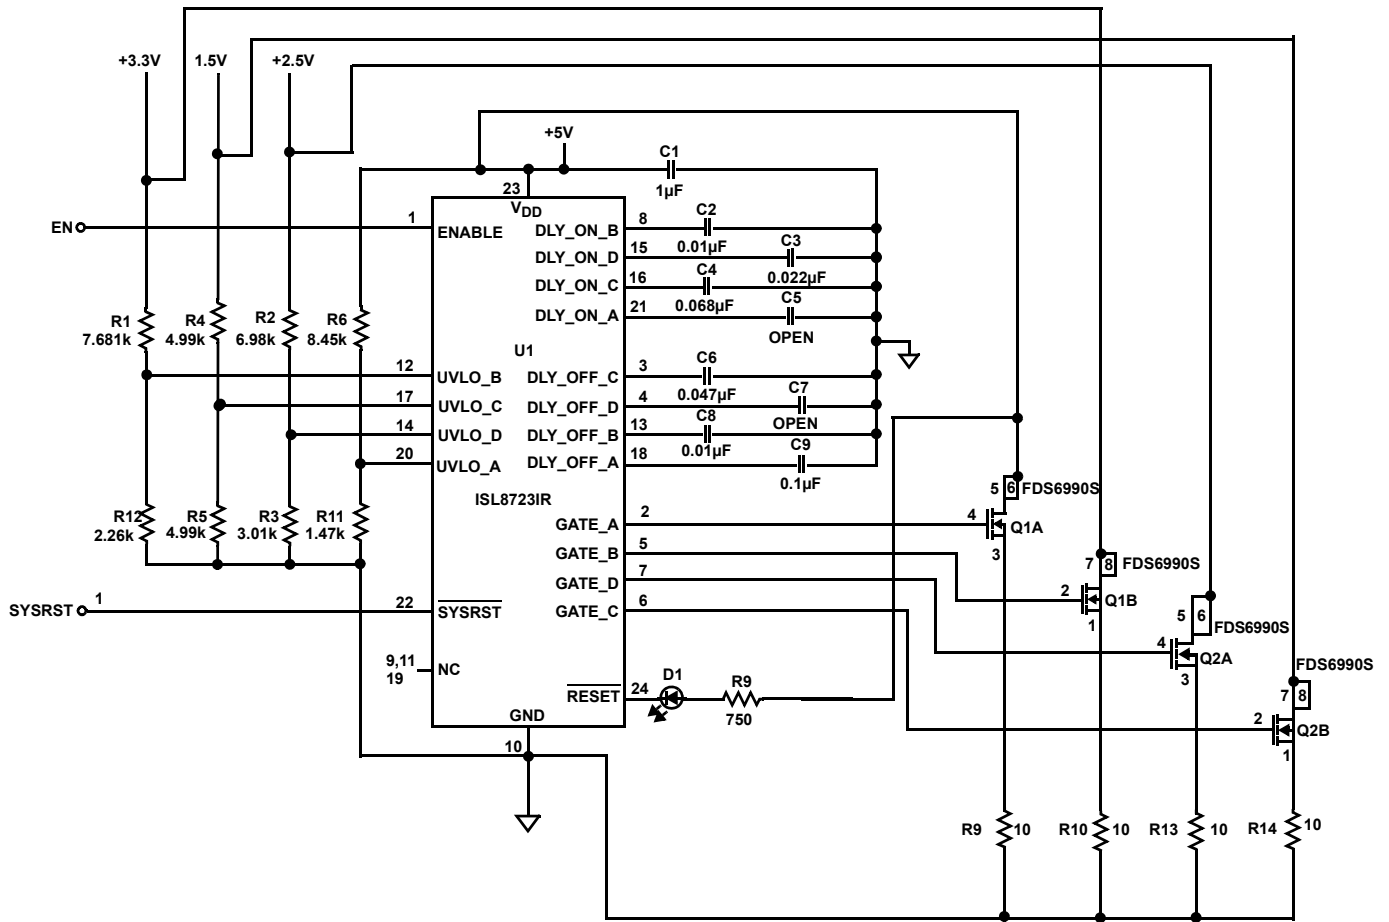 +3.3V
1.5V
+2.5V
+5V
C1
1µF
23
VDD
EN
1
ENABLE
DLY_ON_B
8
C2
0.01µF
DLY_ON_D
15
C3
0.022µF
DLY_ON_C
16
C4
0.068µF
DLY_ON_A
21
C5
OPEN
R1
7.681k
R4
4.99k
R2
6.98k
R6
8.45k
U1
12
UVLO_B
17
UVLO_C
14
UVLO_D
20
UVLO_A
DLY_OFF_C
3
C6
0.047µF
DLY_OFF_D
4
C7
OPEN
DLY_OFF_B
13
C8
0.01µF
DLY_OFF_A
18
C9
0.1µF
ISL8723IR
R12
2.26k
R5
4.99k
R3
3.01k
R11
1.47k
GATE_A
2
GATE_B
5
GATE_D
7
GATE_C
6
5
6
FDS6990S
4
Q1A
3
7
8
FDS6990S
2
Q1B
1
5
6
FDS6990S
4
Q2A
3
FDS6990S
7
8
2
Q2B
1
SYSRST
1
22
SYSRST
9,11
19
NC
RESET
24
D1
R9
750
GND
10
R9
10
R10
10
R13
10
R14
10